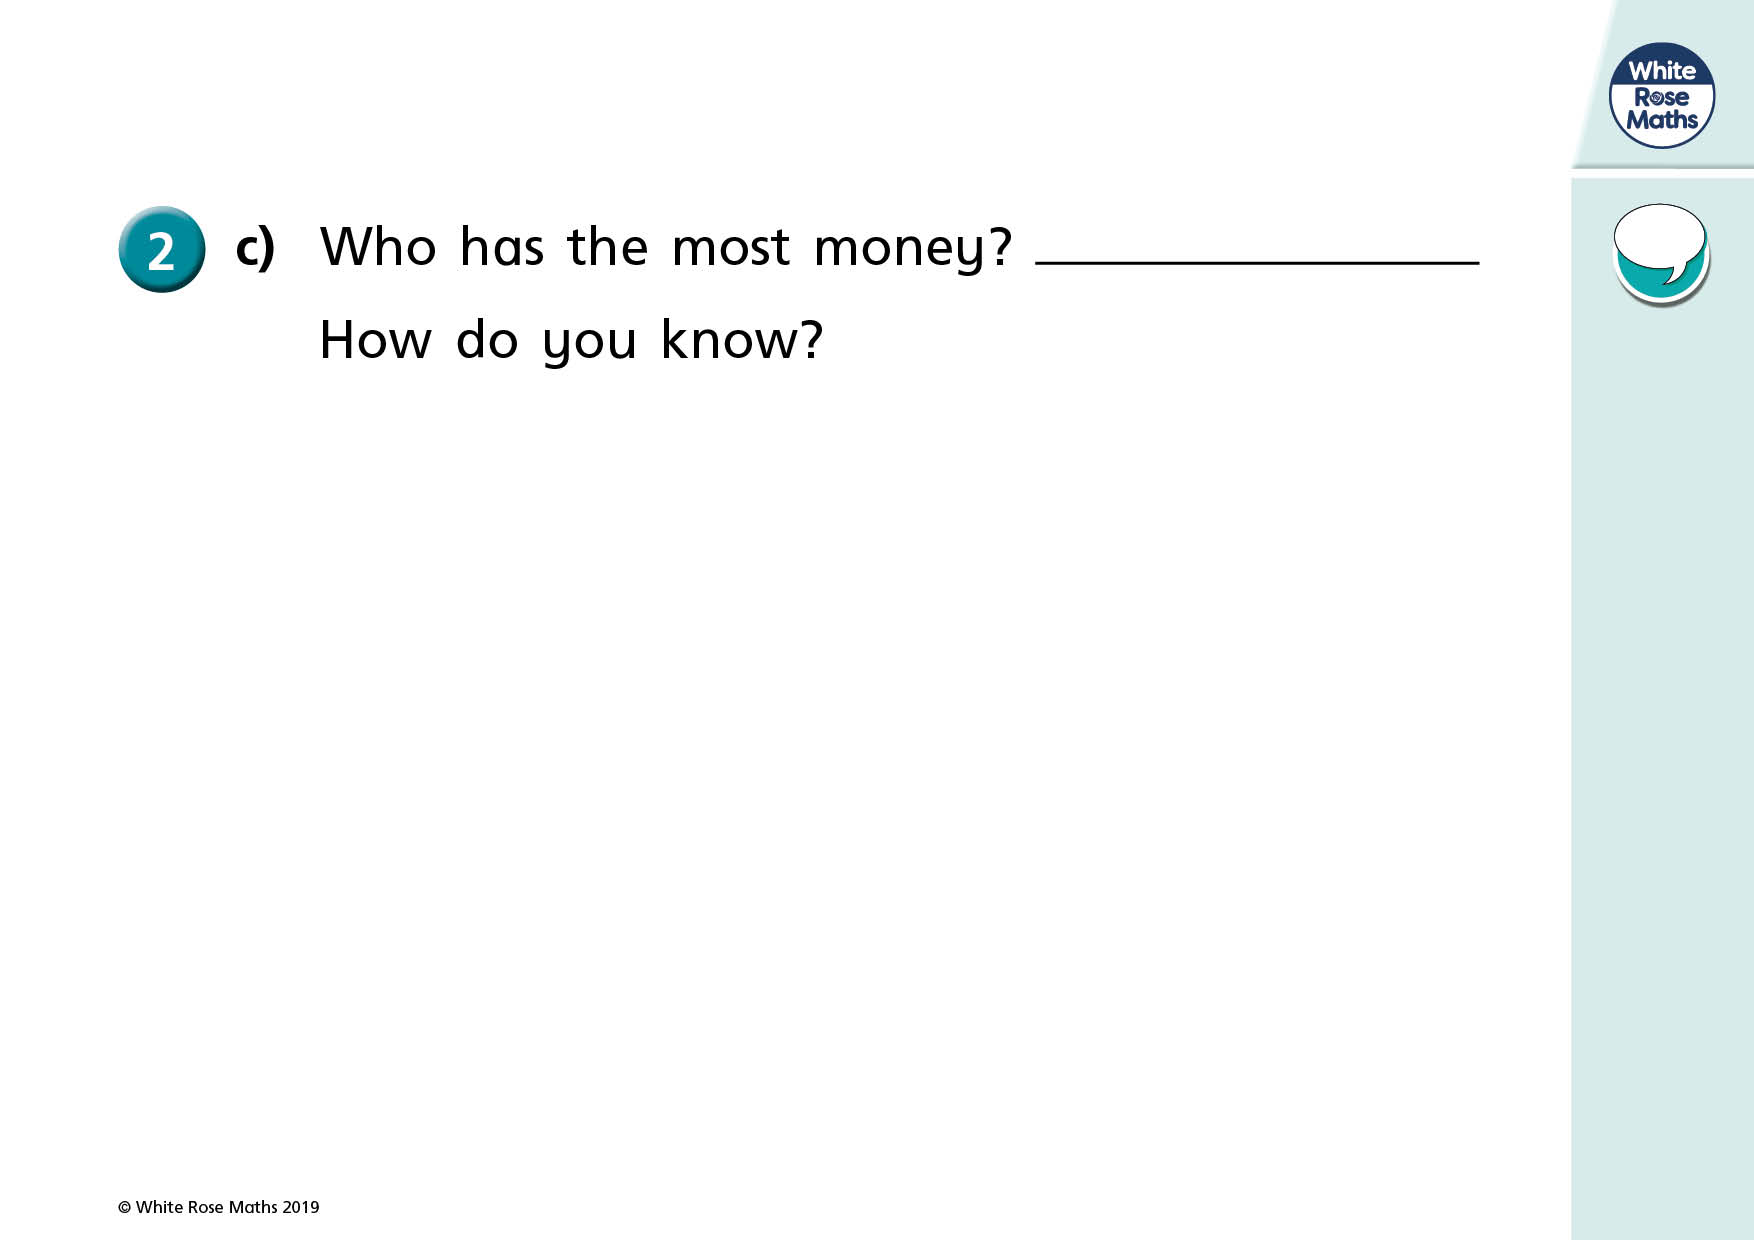 White
Rose
Maths
2 c) Who has the most money?
How do you know?
© White Rose Maths 2019